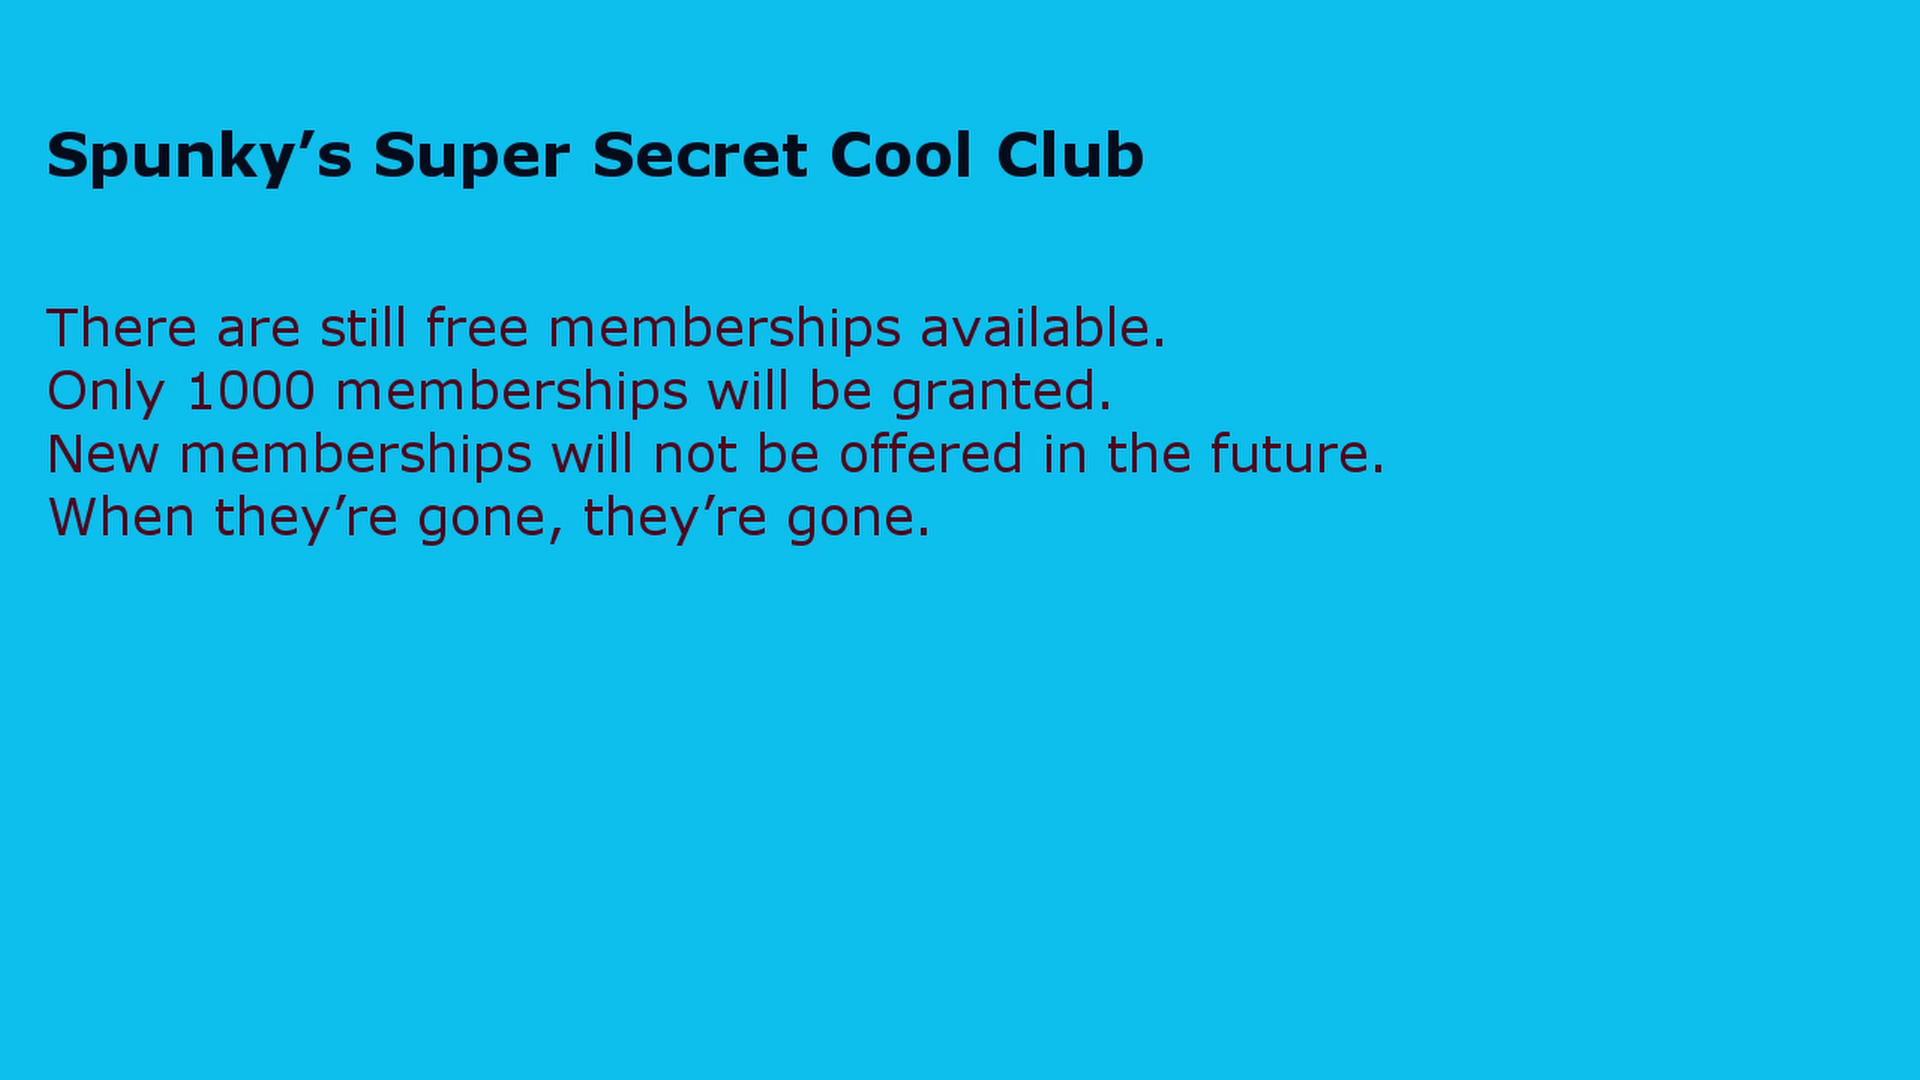 Spunky’s Super Secret Cool Club
There are still free memberships available.
Only 1000 memberships will be granted.
New memberships will not be offered in the future.
When they’re gone, they’re gone.